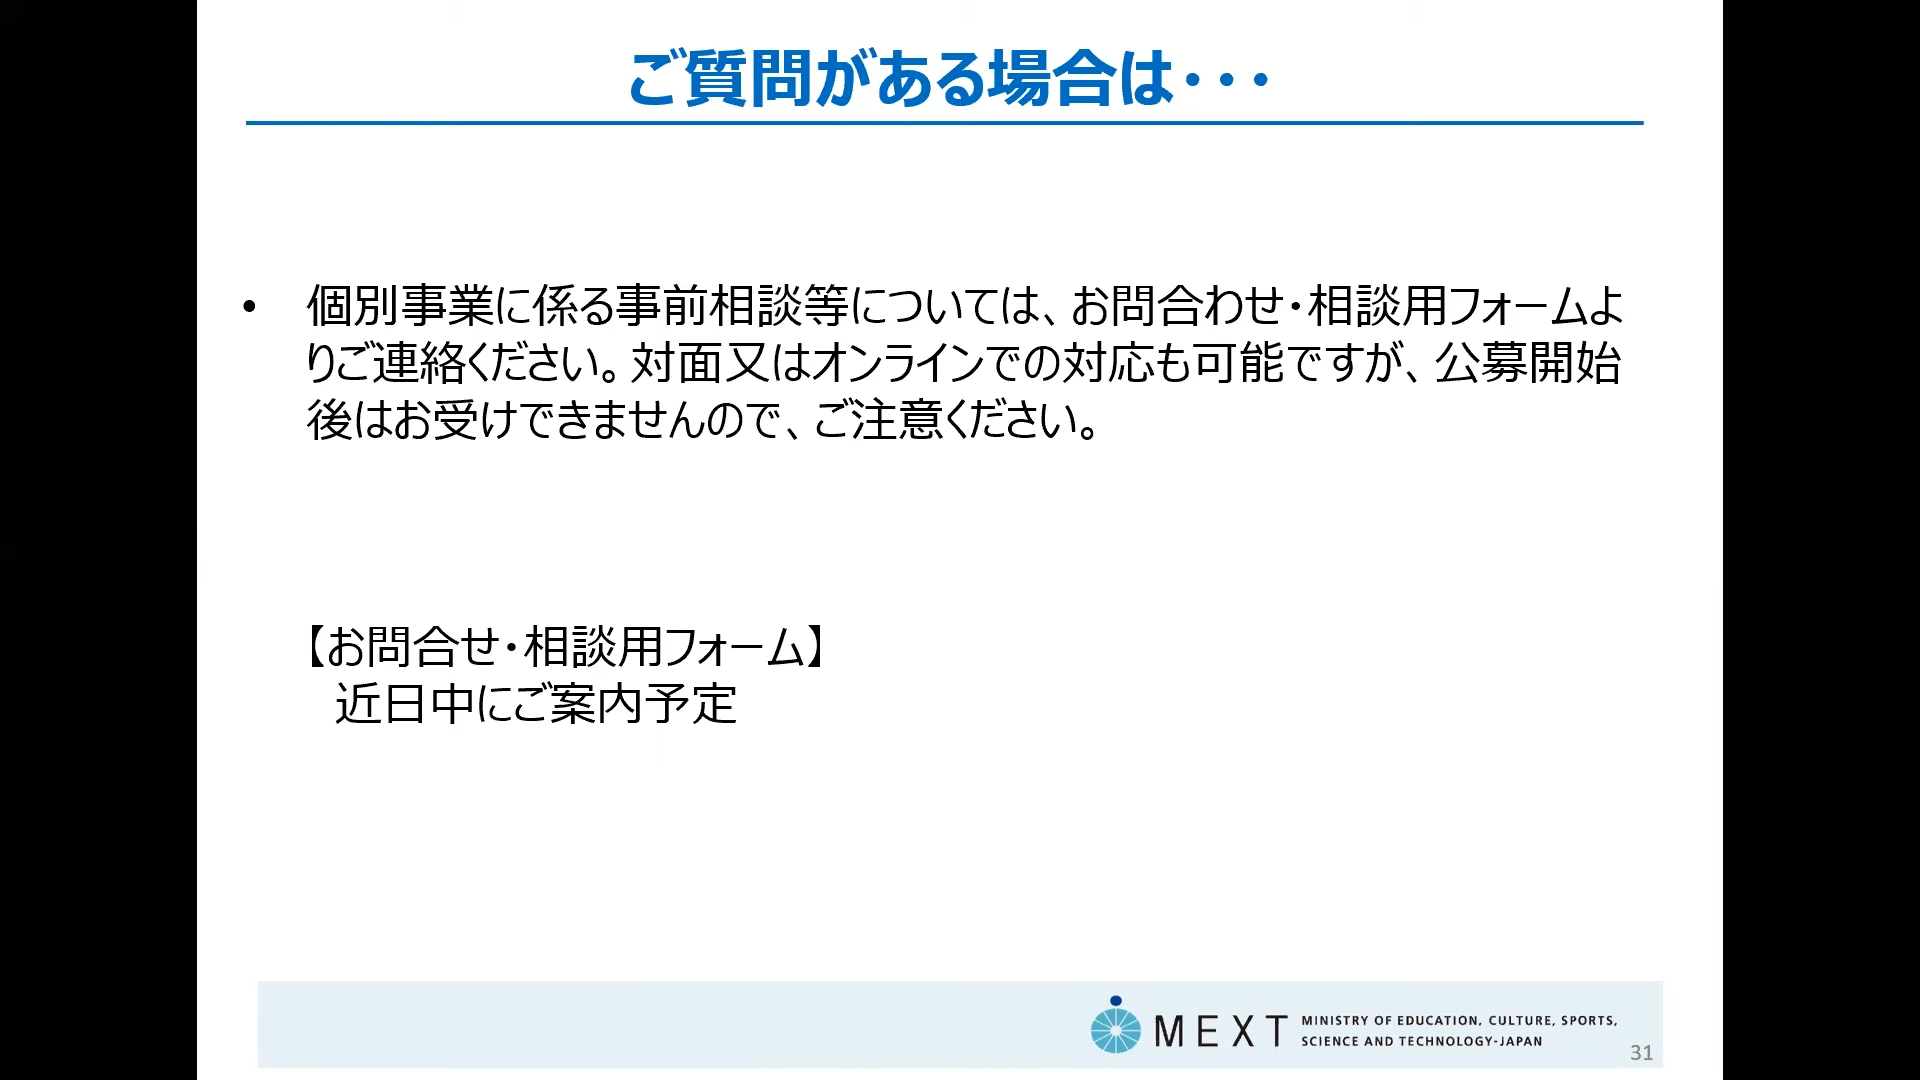 ご質問がある場合は・・・
• 個別事業に係る事前相談等については、お問合わせ・相談用フォームよ
りご連絡ください。対面又はオンラインでの対応も可能ですが、公募開始
後はお受けできませんので、ご注意ください。
【お問合せ・相談用フォーム】
近日中にご案内予定
MEXT
MINISTRY OF EDUCATION, CULTURE, SPORTS,
SCIENCE AND TECHNOLOGY-JAPAN
31